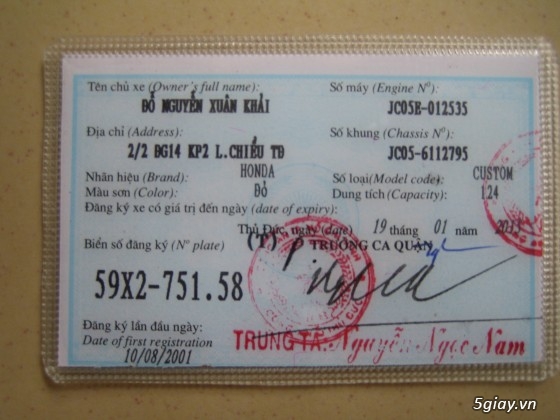 Tên chủ xe (Owner's full name):
ĐỖ NGUYỄN XUÂN KHẢI
Số máy (Engine Nº):
JC05E-012535
Địa chỉ (Address):
2/2 ĐG14 KP2 L.CHIỂU TĐ
Số khung (Chassis Nº):
JC05-6112795
Nhãn hiệu (Brand): HONDA
Số loại (Model code): CUSTOM
Màu sơn (Color): Đỏ
Dung tích (Capacity): 124
Đăng ký xe có giá trị đến ngày (date of expiry):
Thủ Đức, ngày (date) 19 tháng 01 năm
Biển số đăng ký (Nº plate)
(T) TRƯỞNG CA QUẬN
59X2-751.58
Đăng ký lần đầu ngày:
Date of first registration
10/08/2001
TRUNG TÁ. Nguyễn Ngọc Nam
5giay.vn